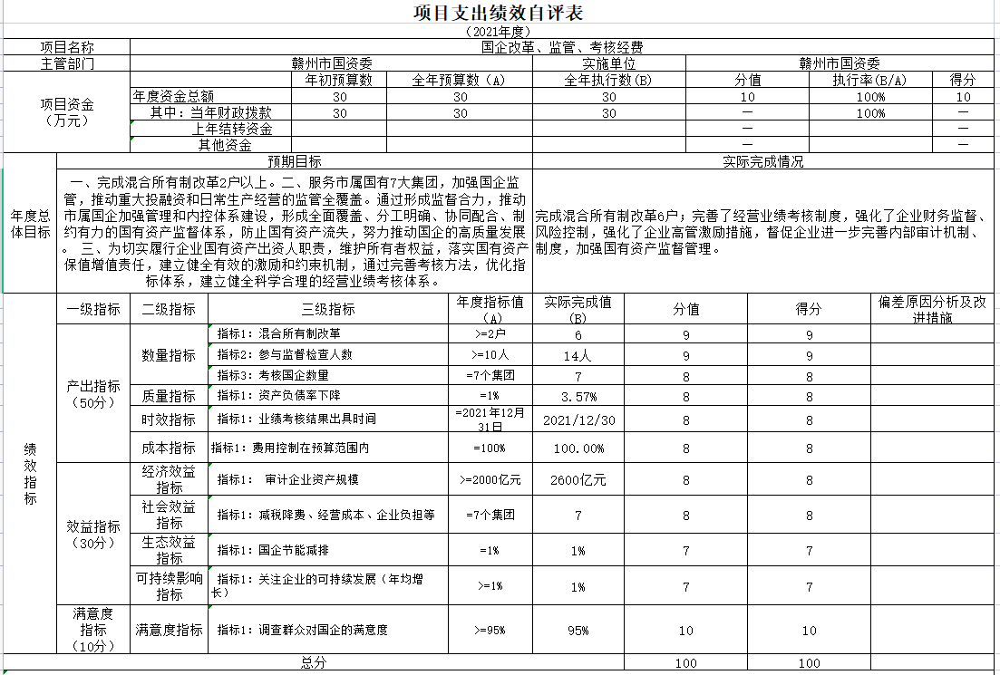 项目支出绩效自评表
（2021年度）
项目名称 国企改革、监管、考核经费
主管部门 赣州市国资委 实施单位 赣州市国资委
项目资金
（万元）
年初预算数 全年预算数（A） 全年执行数(B) 分值 执行率(B/A) 得分
年度资金总额 30 30 30 10 100% 10
其中：当年财政拨款 30 30 30 — 100% —
上年结转资金 — —
其他资金 — —
年度总
体目标
预期目标 实际完成情况
一、完成混合所有制改革2户以上。二、服务市属国有7大集团，加强国企监
管，推动重大投融资和日常生产经营的监管全覆盖。通过形成监督合力，推动
市属国企加强管理和内控体系建设，形成全面覆盖、分工明确、协同配合、制
约有力的国有资产监督体系，防止国有资产流失，努力推动国企的高质量发展
。 三、为切实履行企业国有资产出资人职责，维护所有者权益，落实国有资产
保值增值责任，建立健全有效的激励和约束机制，通过完善考核方法，优化指
标体系，建立健全科学合理的经营业绩考核体系。
完成混合所有制改革6户；完善了经营业绩考核制度，强化了企业财务监督、
风险控制，强化了企业高管激励措施，督促企业进一步完善内部审计机制、
制度，加强国有资产监督管理。
绩
效
指
标
一级指标 二级指标 三级指标 年度指标值
（A） 实际完成值
（B） 分值 得分 偏差原因分析及改
进措施
产出指标
（50分）
数量指标 指标1：混合所有制改革 >=2户 6 9 9
指标2：参与监督检查人数 >=10人 14人 9 9
指标3：考核国企数量 =7个集团 7 8 8
质量指标 指标1：资产负债率下降 =1% 3.57% 8 8
时效指标 指标1：业绩考核结果出具时间 =2021年12月
31日 2021/12/30 8 8
成本指标 指标1：费用控制在预算范围内 =100% 100.00% 8 8
效益指标
（30分）
经济效益
指标 指标1： 审计企业资产规模 >=2000亿元 2600亿元 8 8
社会效益
指标 指标1：减税降费、经营成本、企业负担等 =7个集团 7 8 8
生态效益
指标 指标1：国企节能减排 =1% 1% 7 7
可持续影响
指标 指标1：关注企业的可持续发展（年均增
长） >=1% 1% 7 7
满意度
指标
（10分）
满意度指标 指标1：调查群众对国企的满意度 >=95% 95% 10 10
总分 100 100